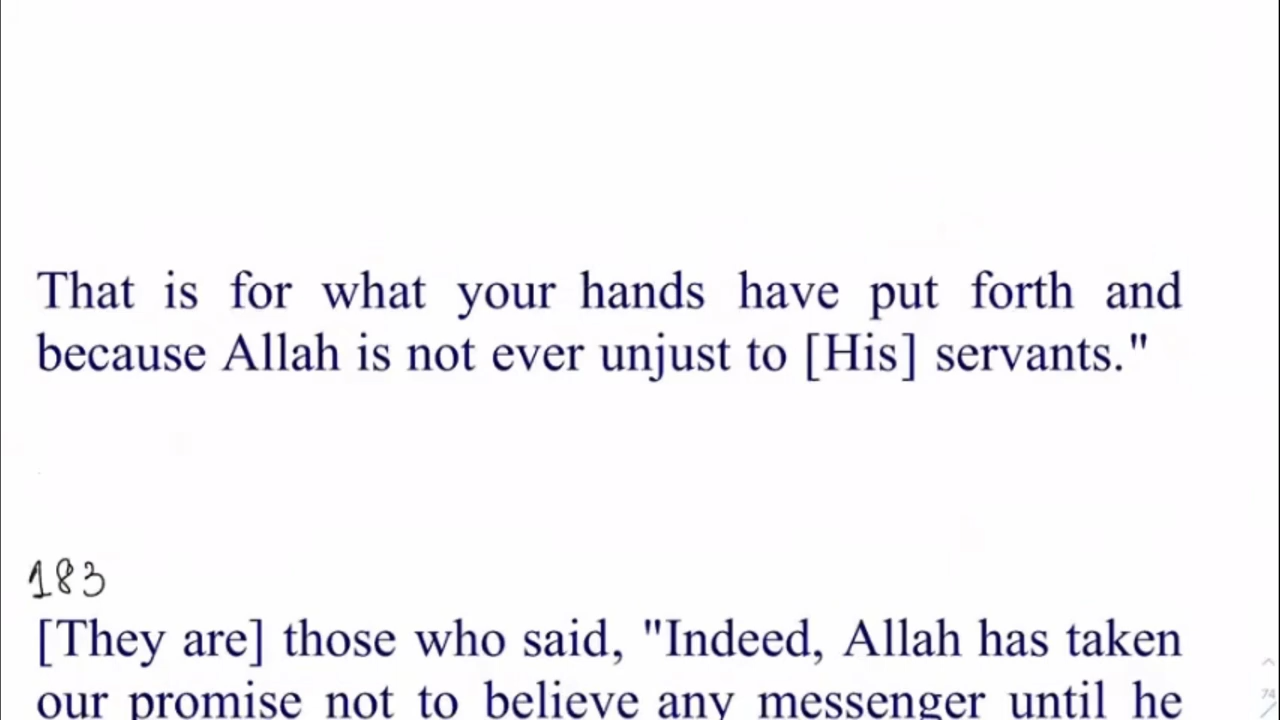 That is for what your hands have put forth and
because Allah is not ever unjust to [His] servants."
183
[They are] those who said, "Indeed, Allah has taken
our promise not to believe any messenger until he
74